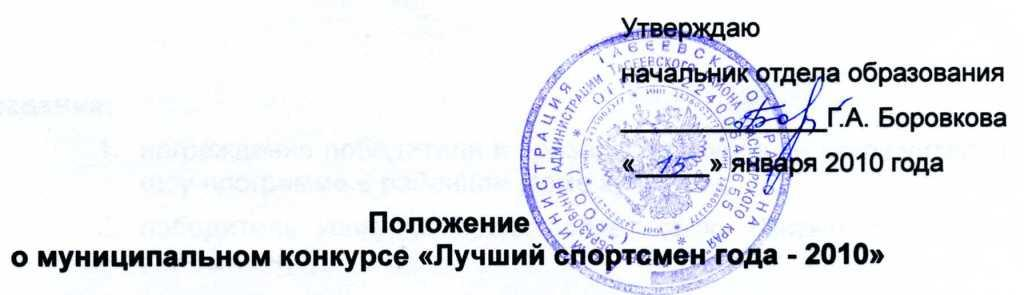 Утверждаю
начальник отдела образования
Г.А. Боровкова
«15» января 2010 года
Положение
о муниципальном конкурсе «Лучший спортсмен года - 2010»